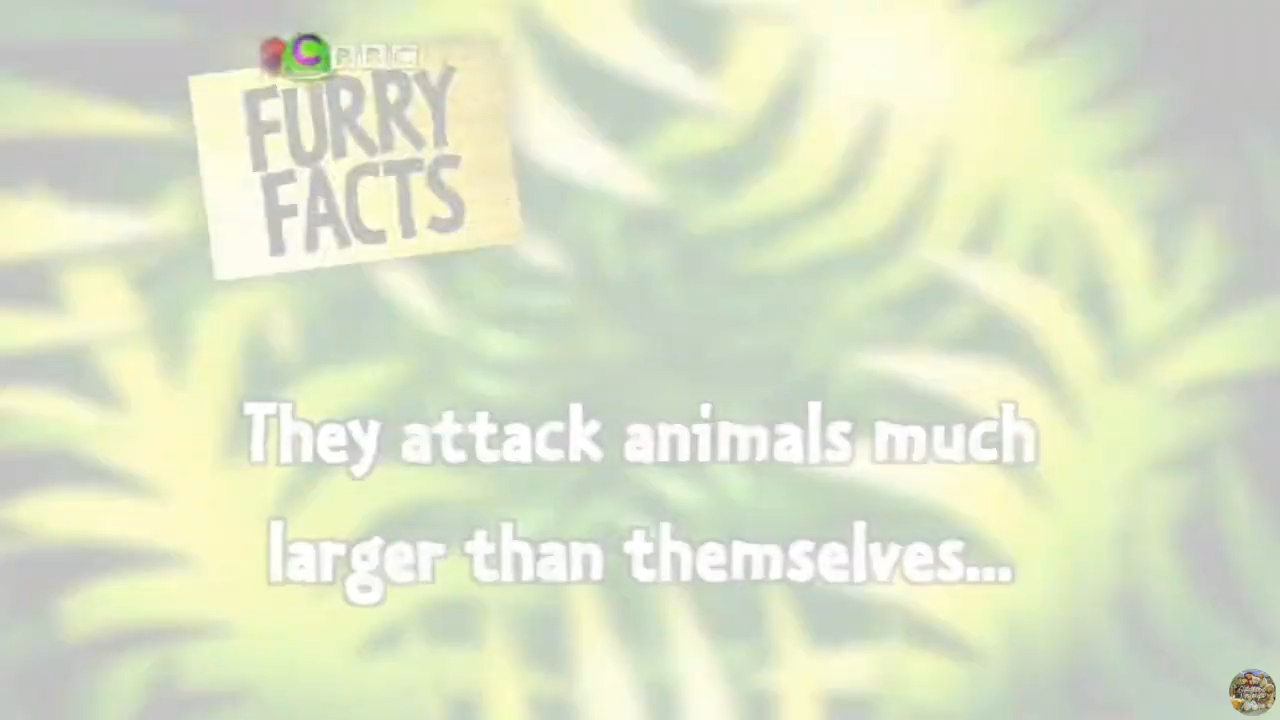 BBC
FURRY
FACTS
They attack animals much
larger than themselves...